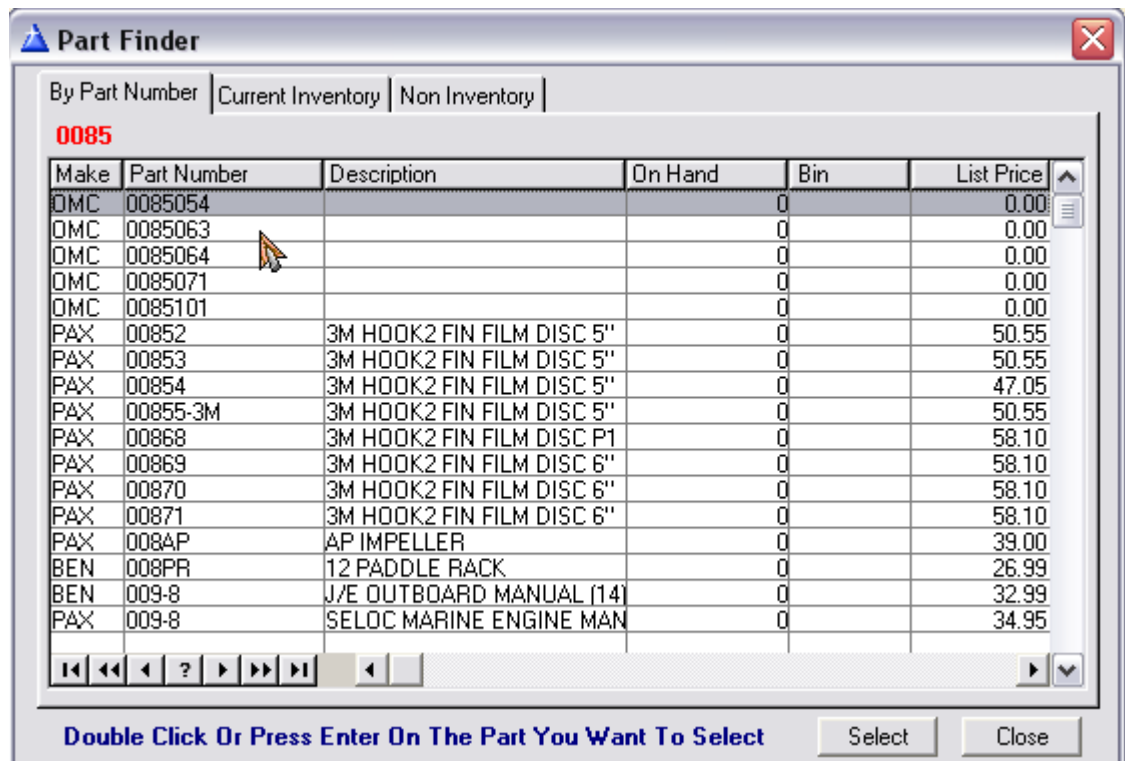 Part Finder
By Part Number Current Inventory Non Inventory
0085
Make Part Number Description On Hand Bin List Price
OMC 0085054 0 0.00
OMC 0085063 0 0.00
OMC 0085064 0 0.00
OMC 0085071 0 0.00
OMC 0085101 0 0.00
PAX 00852 3M HOOK2 FIN FILM DISC 5" 0 50.55
PAX 00853 3M HOOK2 FIN FILM DISC 5" 0 50.55
PAX 00854 3M HOOK2 FIN FILM DISC 5" 0 47.05
PAX 00855-3M 3M HOOK2 FIN FILM DISC 5" 0 50.55
PAX 00868 3M HOOK2 FIN FILM DISC P1 0 58.10
PAX 00869 3M HOOK2 FIN FILM DISC 6" 0 58.10
PAX 00870 3M HOOK2 FIN FILM DISC 6" 0 58.10
PAX 00871 3M HOOK2 FIN FILM DISC 6" 0 58.10
PAX 008AP AP IMPELLER 0 39.00
BEN 008PR 12 PADDLE RACK 0 26.99
BEN 009-8 J/E OUTBOARD MANUAL (14) 0 32.99
PAX 009-8 SELOC MARINE ENGINE MAN 0 34.95
?
Double Click Or Press Enter On The Part You Want To Select Select Close